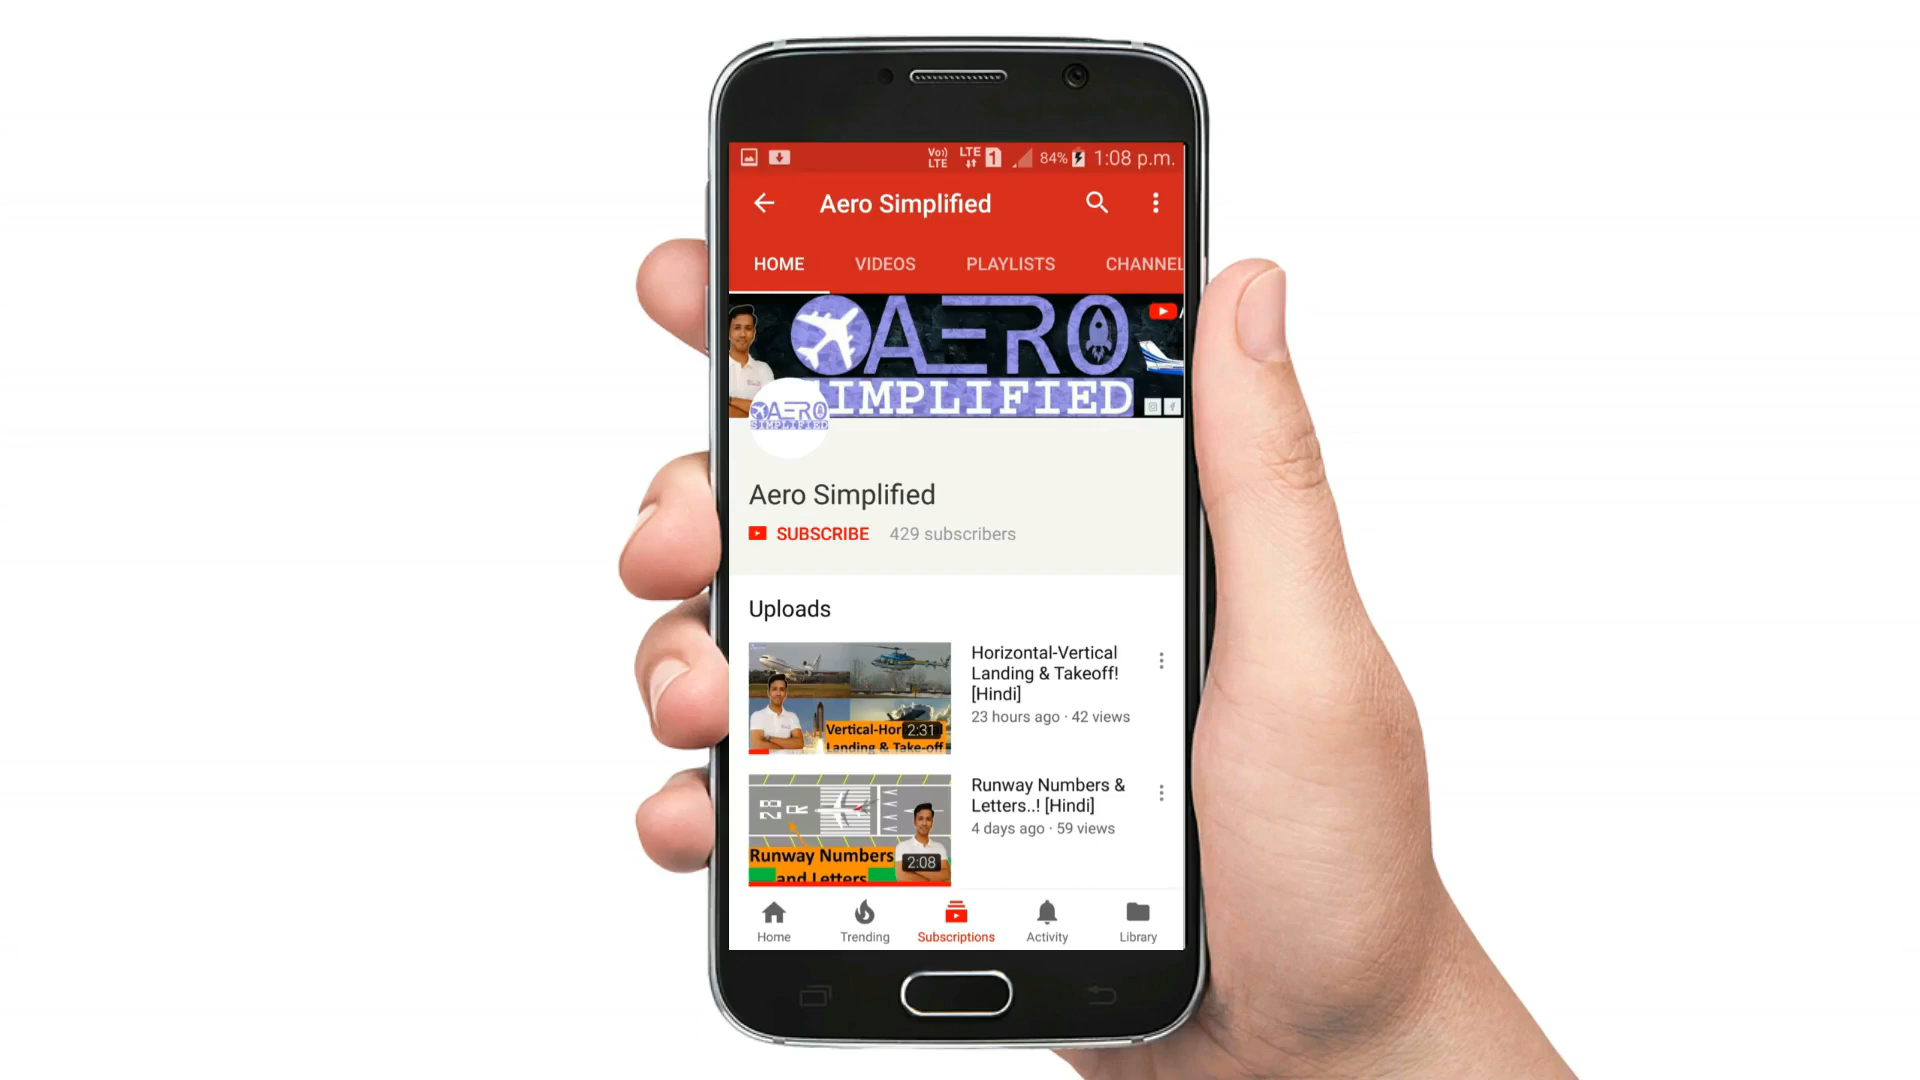 Vo))
LTE
LTE
1
84%
1:08 p.m.
Aero Simplified
HOME
VIDEOS
PLAYLISTS
CHANNEL
AERO
SIMPLIFIED
AERO
SIMPLIFIED
Aero Simplified
SUBSCRIBE
429 subscribers
Uploads
Vertical-Hor
2:31
Landing & Take-off
Horizontal-Vertical
Landing & Takeoff!
[Hindi]
23 hours ago · 42 views
28
R
Runway Numbers
2:08
and Letters
Runway Numbers &
Letters..! [Hindi]
4 days ago · 59 views
Home
Trending
Subscriptions
Activity
Library